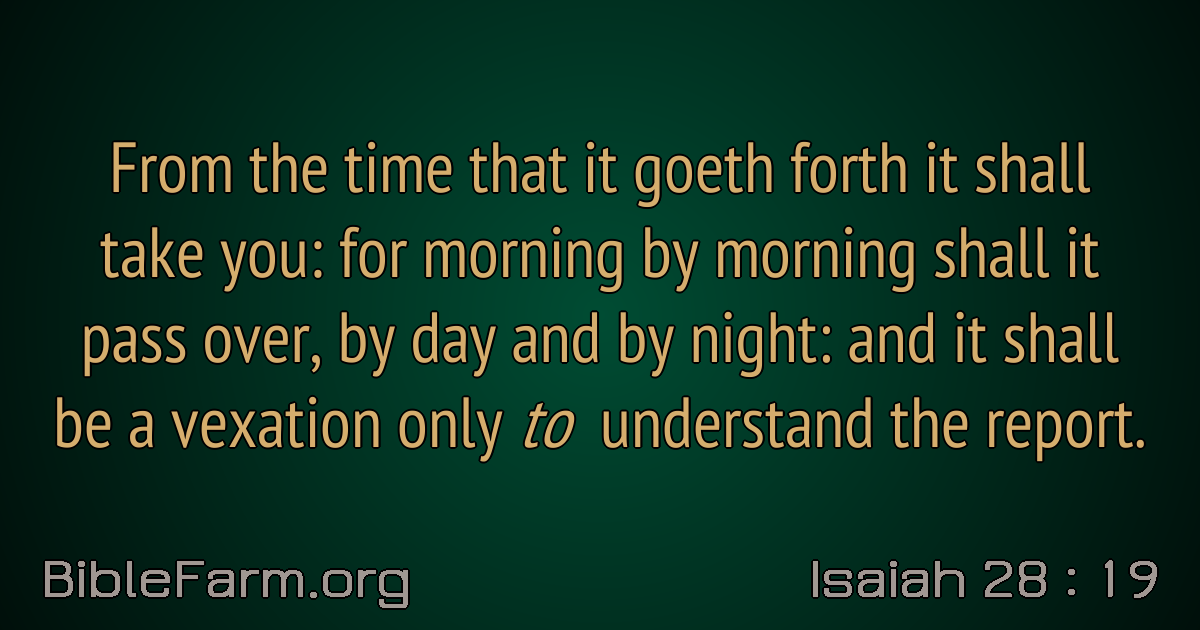 From the time that it goeth forth it shall
take you: for morning by morning shall it
pass over, by day and by night: and it shall
be a vexation only to understand the report.
BibleFarm.org
Isaiah 28 : 19